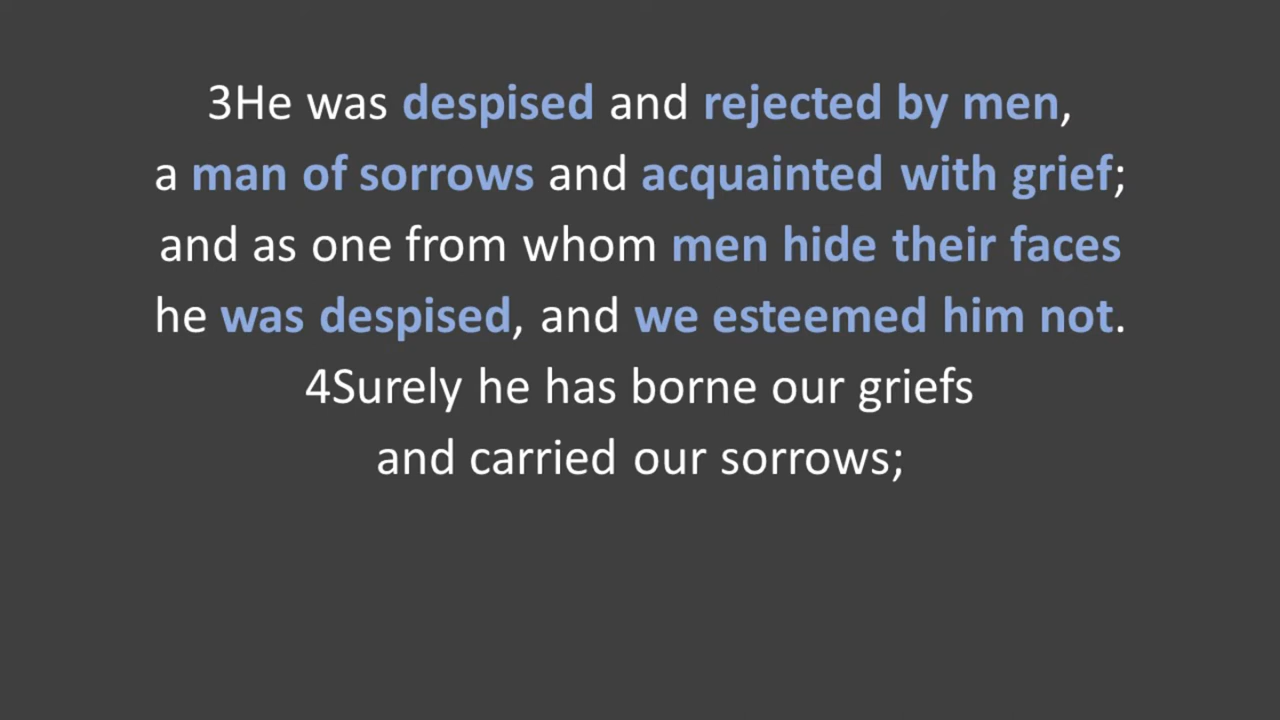 3He was despised and rejected by men,
a man of sorrows and acquainted with grief;
and as one from whom men hide their faces
he was despised, and we esteemed him not.
4Surely he has borne our griefs
and carried our sorrows;